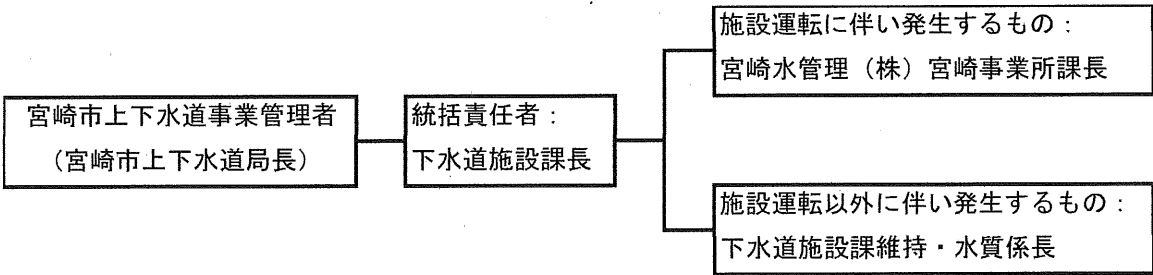 宮崎市上下水道事業管理者
（宮崎市上下水道局長）
統括責任者：
下水道施設課長
施設運転に伴い発生するもの：
宮崎水管理（株）宮崎事業所課長
施設運転以外に伴い発生するもの：
下水道施設課維持・水質係長